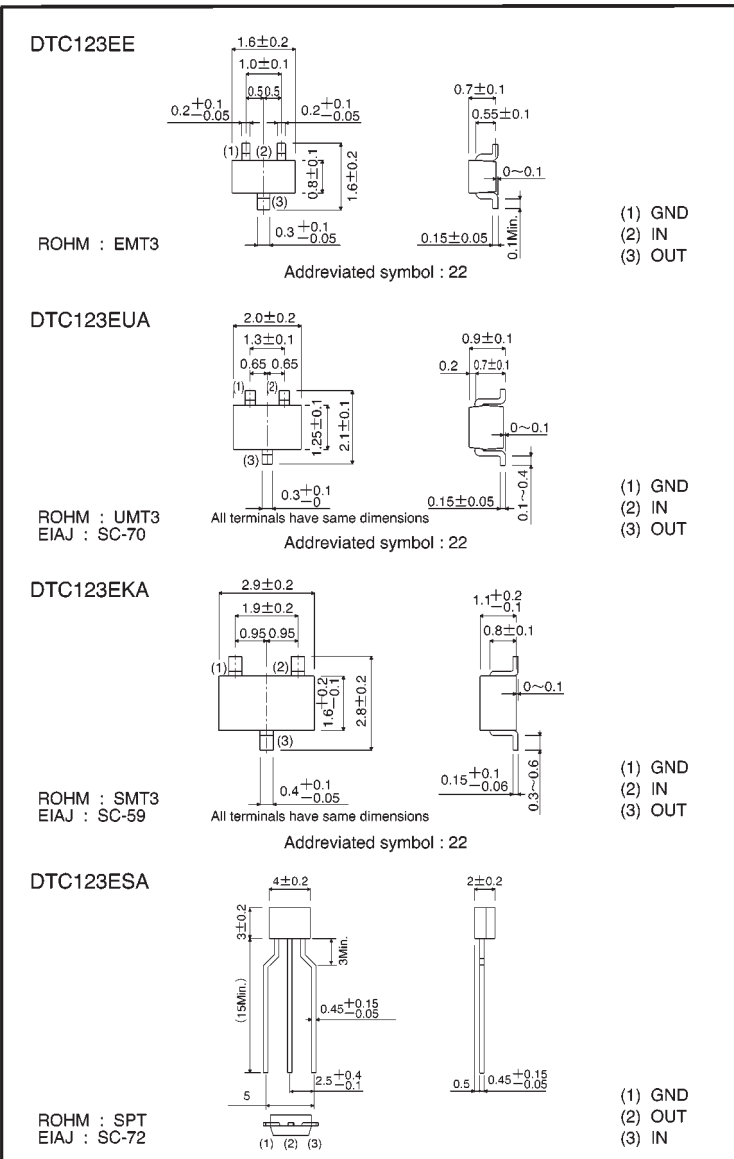 DTC123EE
1.6±0.2
1.0±0.1
0.5 0.5
0.2+0.1−0.05
0.2+0.1−0.05
(1) (2)
(3)
0.8±0.1
1.6±0.2
0.3+0.1−0.05
0.7±0.1
0.55±0.1
0~0.1
0.15±0.05
0.1Min.
ROHM : EMT3
Addreviated symbol : 22
(1) GND
(2) IN
(3) OUT
DTC123EUA
2.0±0.2
1.3±0.1
0.65 0.65
(1) (2)
(3)
1.25±0.1
2.1±0.1
0.3+0.1−0
0.9±0.1
0.2 0.7±0.1
0~0.1
0.15±0.05
0.1~0.4
ROHM : UMT3
EIAJ : SC-70
All terminals have same dimensions
Addreviated symbol : 22
(1) GND
(2) IN
(3) OUT
DTC123EKA
2.9±0.2
1.9±0.2
0.95 0.95
(1) (2)
(3)
1.6+0.2−0.1
2.8±0.2
0.4+0.1−0.05
1.1+0.2−0.1
0.8±0.1
0~0.1
0.15+0.1−0.06
0.3~0.6
ROHM : SMT3
EIAJ : SC-59
All terminals have same dimensions
Addreviated symbol : 22
(1) GND
(2) IN
(3) OUT
DTC123ESA
4±0.2
3±0.2
3Min.
(15Min.)
0.45+0.15−0.05
2.5+0.4−0.1
5
(1) (2) (3)
2±0.2
0.5 0.45+0.15−0.05
ROHM : SPT
EIAJ : SC-72
(1) GND
(2) OUT
(3) IN